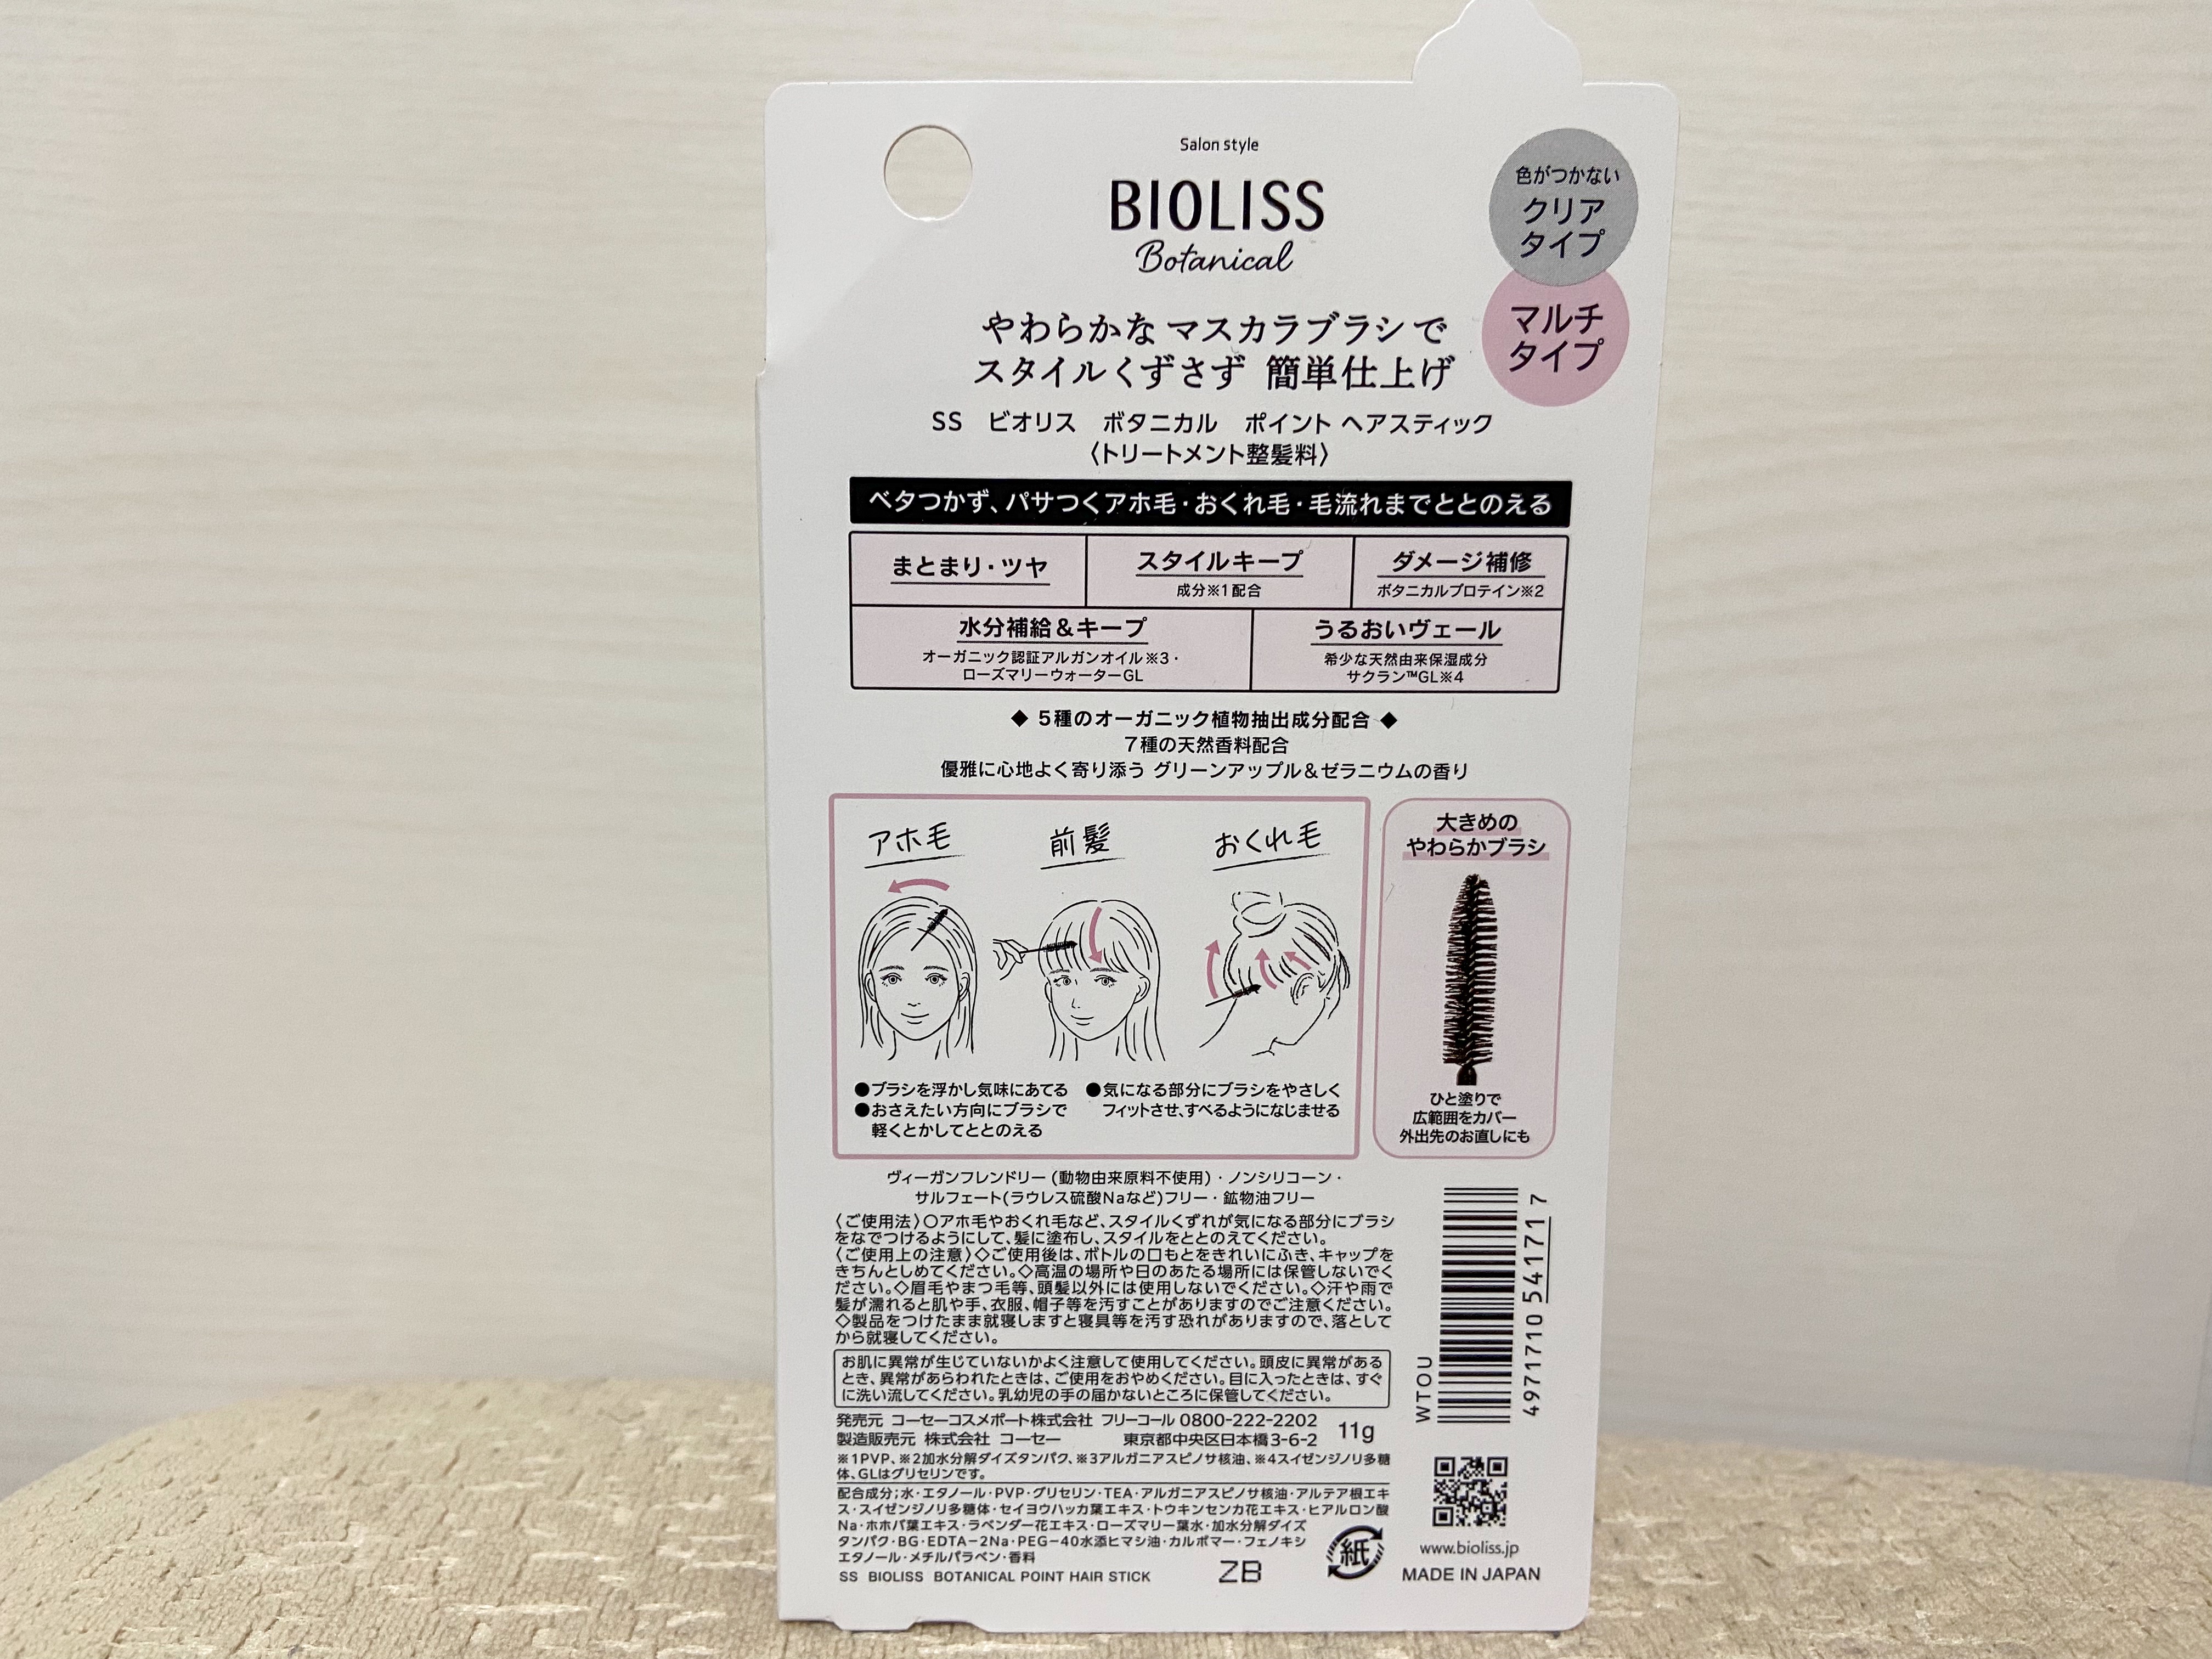 Salon style
BIOLISS
Botanical
色がつかない
クリア
タイプ
マルチ
タイプ
やわらかな マスカラブラシで
スタイルくずさず 簡単仕上げ
SS ビオリス ボタニカル ポイント ヘアスティック
〈トリートメント整髪料〉
ベタつかず、パサつくアホ毛・おくれ毛・毛流れまでととのえる
まとまり・ツヤ
スタイルキープ
成分※1配合
ダメージ補修
ボタニカルプロテイン※2
水分補給＆キープ
オーガニック認証アルガンオイル※3・
ローズマリーウォーターGL
うるおいヴェール
希少な天然由来保湿成分
サクラン™GL※4
◆ 5種のオーガニック植物抽出成分配合 ◆
7種の天然香料配合
優雅に心地よく寄り添う グリーンアップル＆ゼラニウムの香り
アホ毛
前髪
おくれ毛
●ブラシを浮かし気味にあてる
●おさえたい方向にブラシで
軽くとかしてととのえる
●気になる部分にブラシをやさしく
フィットさせ、すべるようになじませる
大きめの
やわらかブラシ
ひと塗りで
広範囲をカバー
外出先のお直しにも
ヴィーガンフレンドリー (動物由来原料不使用)・ノンシリコーン・
サルフェート(ラウレス硫酸Naなど)フリー・鉱物油フリー
〈ご使用法〉○アホ毛やおくれ毛など、スタイルくずれが気になる部分にブラシ
をなでつけるようにして、髪に塗布し、スタイルをととのえてください。
〈ご使用上の注意〉◇ご使用後は、ボトルの口もとをきれいにふき、キャップを
きちんとしめてください。◇高温の場所や日のあたる場所には保管しないでく
ださい。◇眉毛やまつ毛等、頭髪以外には使用しないでください。◇汗や雨で
髪が濡れると肌や手、衣服、帽子等を汚すことがありますのでご注意ください。
◇製品をつけたまま就寝しますと寝具等を汚す恐れがありますので、落として
から就寝してください。
お肌に異常が生じていないかよく注意して使用してください。頭皮に異常がある
とき、異常があらわれたときは、ご使用をおやめください。目に入ったときは、すぐ
に洗い流してください。乳幼児の手の届かないところに保管してください。
発売元 コーセーコスメポート株式会社 フリーコール 0800-222-2202
製造販売元 株式会社 コーセー 東京都中央区日本橋3-6-2
11g
※1PVP、※2加水分解ダイズタンパク、※3アルガニアスピノサ核油、※4スイゼンジノリ多糖
体、GLはグリセリンです。
配合成分；水・エタノール・PVP・グリセリン・TEA・アルガニアスピノサ核油・アルテア根エキ
ス・スイゼンジノリ多糖体・セイヨウハッカ葉エキス・トウキンセンカ花エキス・ヒアルロン酸
Na・ホホバ葉エキス・ラベンダー花エキス・ローズマリー葉水・加水分解ダイズ
タンパク・BG・EDTA－2Na・PEG－40水添ヒマシ油・カルボマー・フェノキシ
エタノール・メチルパラベン・香料
SS BIOLISS BOTANICAL POINT HAIR STICK
ZB
紙
WTOU
4971710 541717
www.bioliss.jp
MADE IN JAPAN